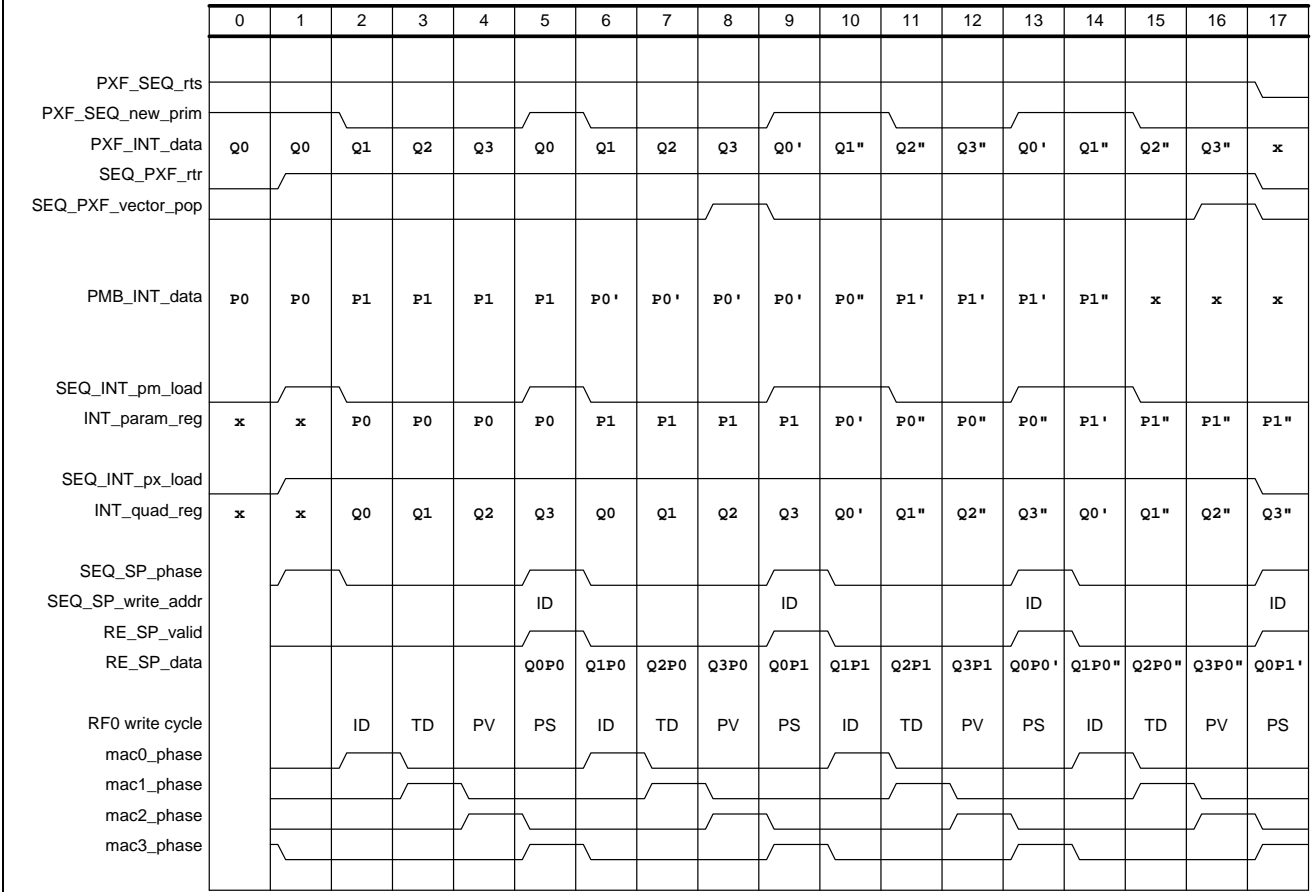 0 1 2 3 4 5 6 7 8 9 10 11 12 13 14 15 16 17
PXF_SEQ_rts
PXF_SEQ_new_prim
PXF_INT_data Q0 Q0 Q1 Q2 Q3 Q0 Q1 Q2 Q3 Q0' Q1" Q2" Q3" Q0' Q1" Q2" Q3" x
SEQ_PXF_rtr
SEQ_PXF_vector_pop
PMB_INT_data P0 P0 P1 P1 P1 P1 P0' P0' P0' P0' P0" P1' P1' P1' P1" x x x
SEQ_INT_pm_load
INT_param_reg x x P0 P0 P0 P0 P1 P1 P1 P1 P0' P0" P0" P0" P1' P1" P1" P1"
SEQ_INT_px_load
INT_quad_reg x x Q0 Q1 Q2 Q3 Q0 Q1 Q2 Q3 Q0' Q1" Q2" Q3" Q0' Q1" Q2" Q3"
SEQ_SP_phase
SEQ_SP_write_addr ID ID ID ID
RE_SP_valid
RE_SP_data Q0P0 Q1P0 Q2P0 Q3P0 Q0P1 Q1P1 Q2P1 Q3P1 Q0P0' Q1P0" Q2P0" Q3P0" Q0P1'
RF0 write cycle ID TD PV PS ID TD PV PS ID TD PV PS ID TD PV PS
mac0_phase
mac1_phase
mac2_phase
mac3_phase